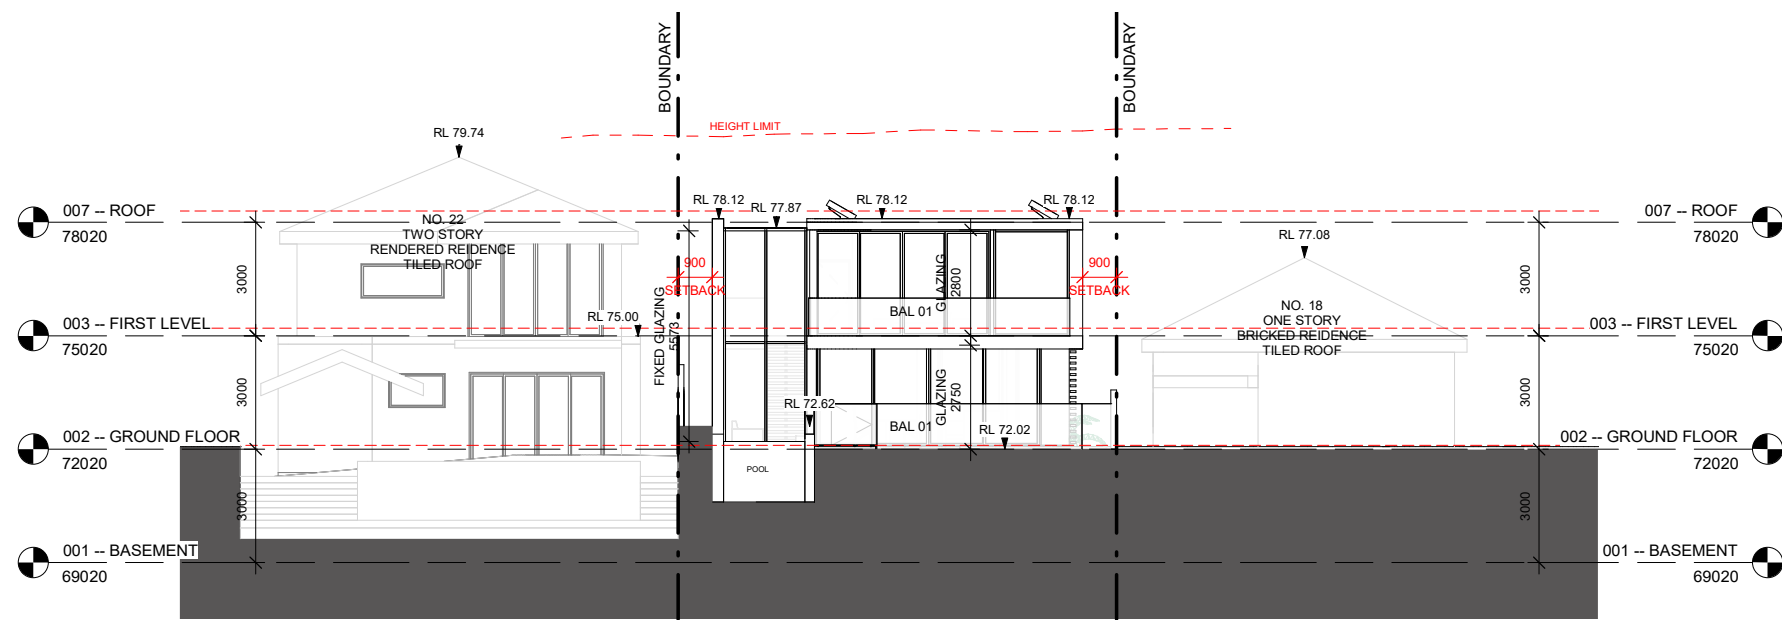 BOUNDARY
BOUNDARY
HEIGHT LIMIT
RL 79.74
RL 78.12
RL 77.87
RL 78.12
RL 78.12
007 -- ROOF
78020
007 -- ROOF
78020
NO. 22
TWO STORY
RENDERED REIDENCE
TILED ROOF
RL 77.08
900
SETBACK
900
SETBACK
3000
GLAZING
2800
3000
BAL 01
NO. 18
ONE STORY
BRICKED REIDENCE
TILED ROOF
RL 75.00
003 -- FIRST LEVEL
75020
003 -- FIRST LEVEL
75020
FIXED GLAZING
5573
3000
GLAZING
2750
3000
RL 72.62
BAL 01
RL 72.02
002 -- GROUND FLOOR
72020
002 -- GROUND FLOOR
72020
POOL
3000
3000
001 -- BASEMENT
69020
001 -- BASEMENT
69020